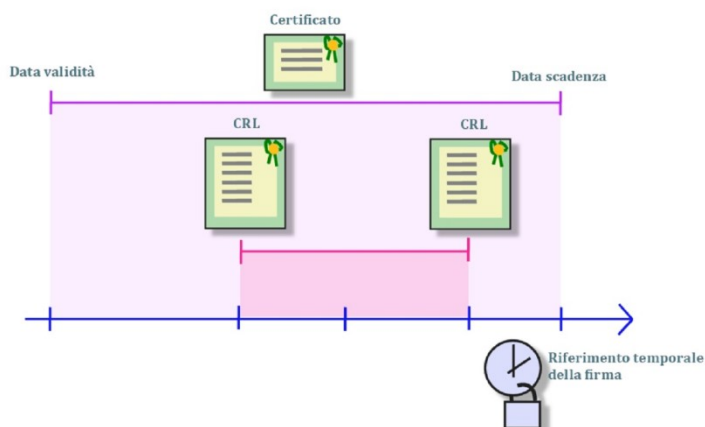 Certificato
Data validità
Data scadenza
CRL
CRL
Riferimento temporale
della firma